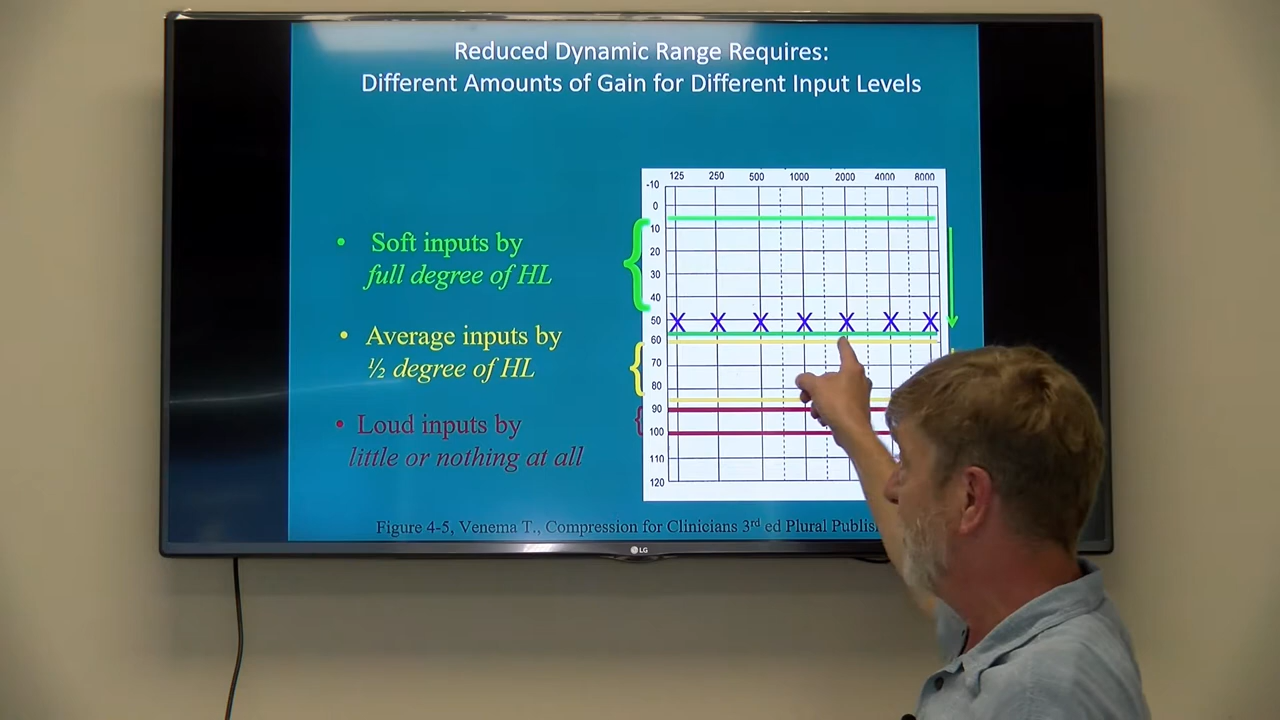 Reduced Dynamic Range Requires:
Different Amounts of Gain for Different Input Levels
• Soft inputs by
full degree of HL
• Average inputs by
½ degree of HL
• Loud inputs by
little or nothing at all
125 250 500 1000 2000 4000 8000
-10
0
10
20
30
40
50
60
70
80
90
100
110
120
X X X X X X X
Figure 4-5, Venema T., Compression for Clinicians 3rd ed Plural
LG